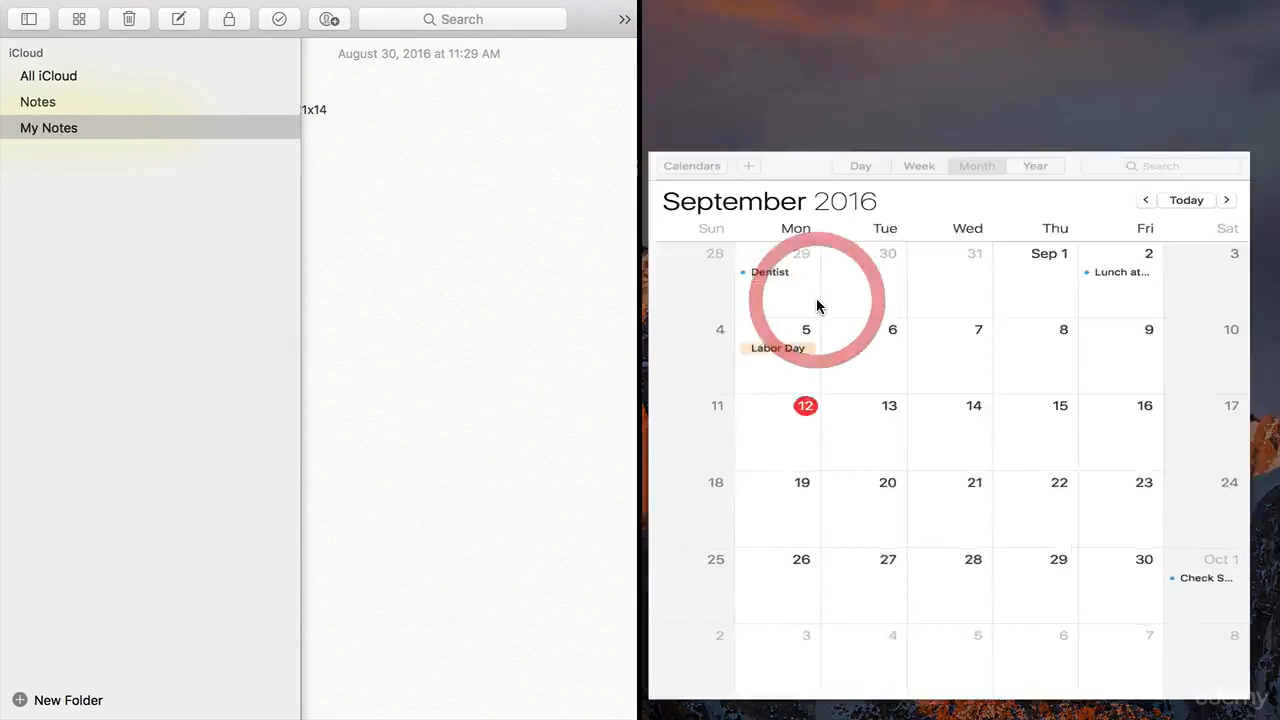 Search
iCloud
All iCloud
Notes
My Notes
New Folder
August 30, 2016 at 11:29 AM
1x14
Calendars
Day Week Month Year
Search
September 2016
Today
Sun Mon Tue Wed Thu Fri Sat
28 29 30 31 Sep 1 2 3
Dentist Lunch at...
4 5 6 7 8 9 10
Labor Day
11 12 13 14 15 16 17
18 19 20 21 22 23 24
25 26 27 28 29 30 Oct 1
Check S...
2 3 4 5 6 7 8
udemy